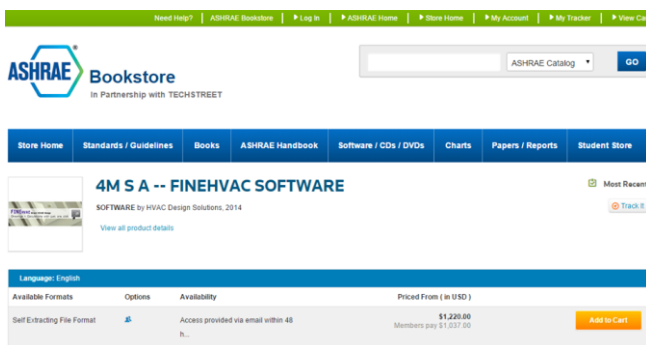 Need Help? ASHRAE Bookstore Log In ASHRAE Home Store Home My Account My Tracker View Ca
ASHRAE
Bookstore
In Partnership with TECHSTREET
ASHRAE Catalog GO
Store Home Standards / Guidelines Books ASHRAE Handbook Software / CDs / DVDs Charts Papers / Reports Student Store
4M S A -- FINEHVAC SOFTWARE
Most Recent
SOFTWARE by HVAC Design Solutions, 2014
Track It
View all product details
Language: English
Available Formats Options Availability Priced From ( in USD )
Self Extracting File Format Access provided via email within 48 h... $1,220.00 Add to Cart
Members pay $1,037.00